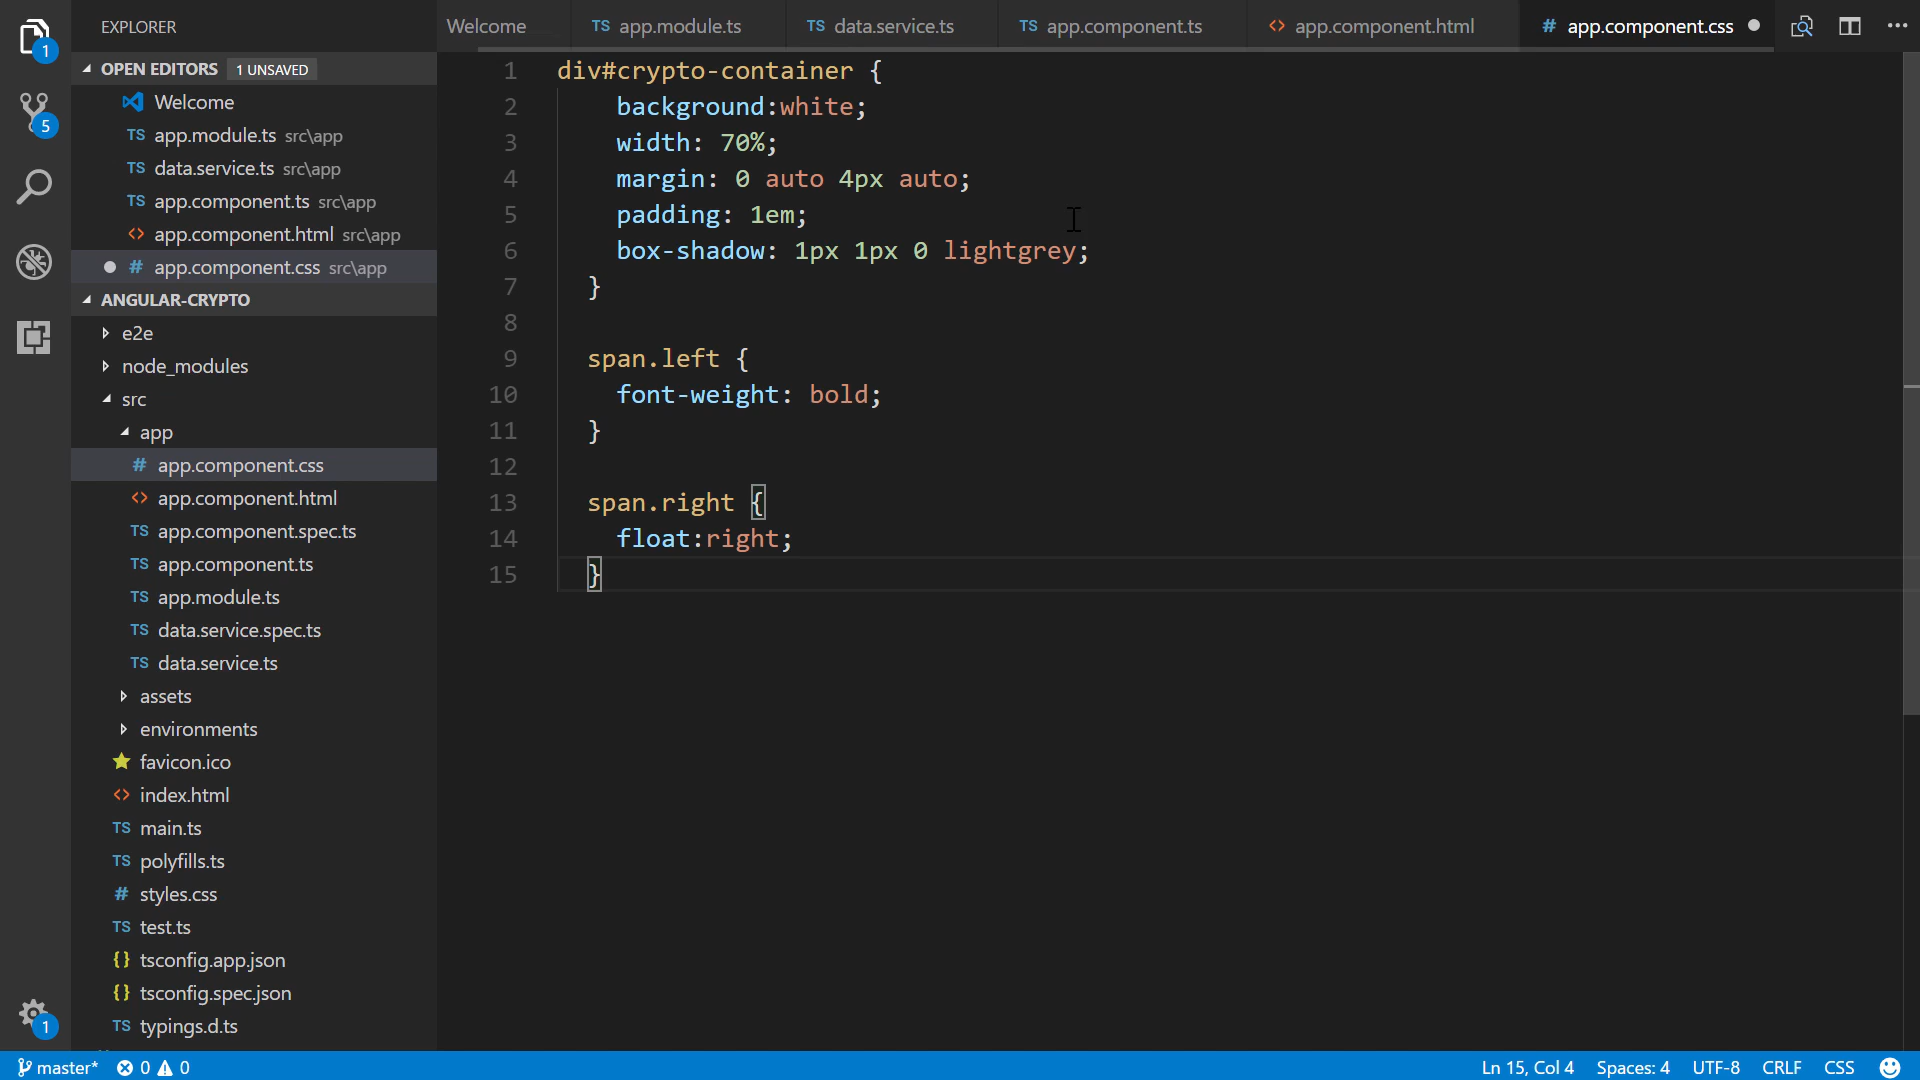 EXPLORER
1
OPEN EDITORS 1 UNSAVED
Welcome
TS app.module.ts src\app
TS data.service.ts src\app
TS app.component.ts src\app
<> app.component.html src\app
# app.component.css src\app
5
ANGULAR-CRYPTO
e2e
node_modules
src
app
# app.component.css
<> app.component.html
TS app.component.spec.ts
TS app.component.ts
TS app.module.ts
TS data.service.spec.ts
TS data.service.ts
assets
environments
favicon.ico
<> index.html
TS main.ts
TS polyfills.ts
# styles.css
TS test.ts
{} tsconfig.app.json
{} tsconfig.spec.json
TS typings.d.ts
1
Welcome TS app.module.ts TS data.service.ts TS app.component.ts <> app.component.html # app.component.css
1 div#crypto-container {
2 background:white;
3 width: 70%;
4 margin: 0 auto 4px auto;
5 padding: 1em;
6 box-shadow: 1px 1px 0 lightgrey;
7 }
8
9 span.left {
10 font-weight: bold;
11 }
12
13 span.right {
14 float:right;
15 }
master* 0 0 Ln 15, Col 4 Spaces: 4 UTF-8 CRLF CSS